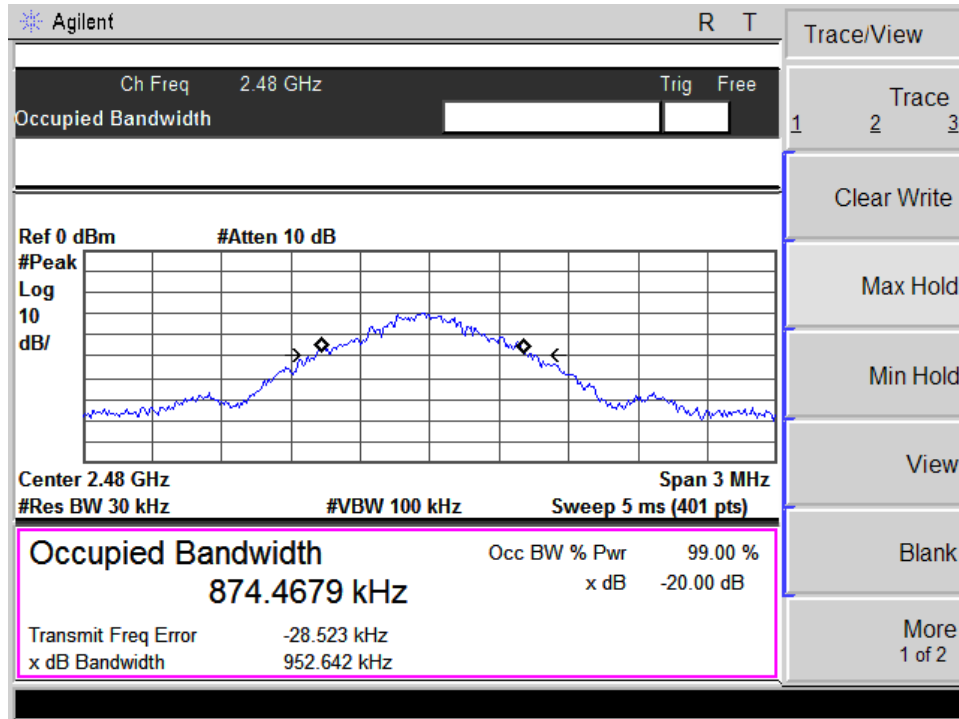 Agilent R T
Ch Freq 2.48 GHz Trig Free
Occupied Bandwidth
Ref 0 dBm #Atten 10 dB
#Peak
Log
10
dB/
Center 2.48 GHz Span 3 MHz
#Res BW 30 kHz #VBW 100 kHz Sweep 5 ms (401 pts)
Occupied Bandwidth
874.4679 kHz
Occ BW % Pwr 99.00 %
x dB -20.00 dB
Transmit Freq Error -28.523 kHz
x dB Bandwidth 952.642 kHz
Trace/View
Trace
1 2 3
Clear Write
Max Hold
Min Hold
View
Blank
More
1 of 2